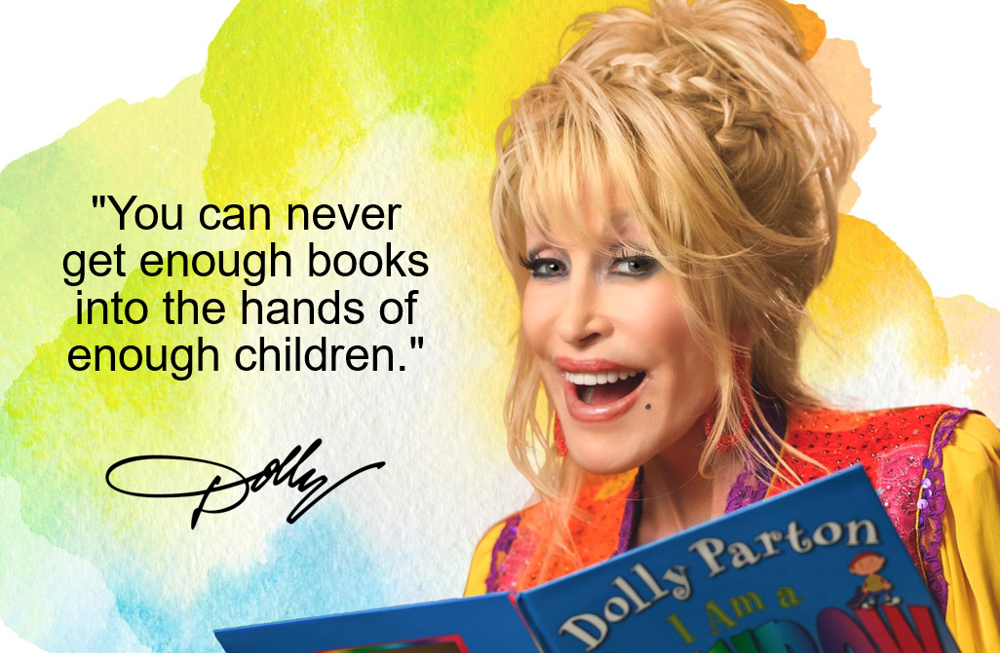 "You can never
get enough books
into the hands of
enough children."
Dolly
Dolly Parton
I Am a